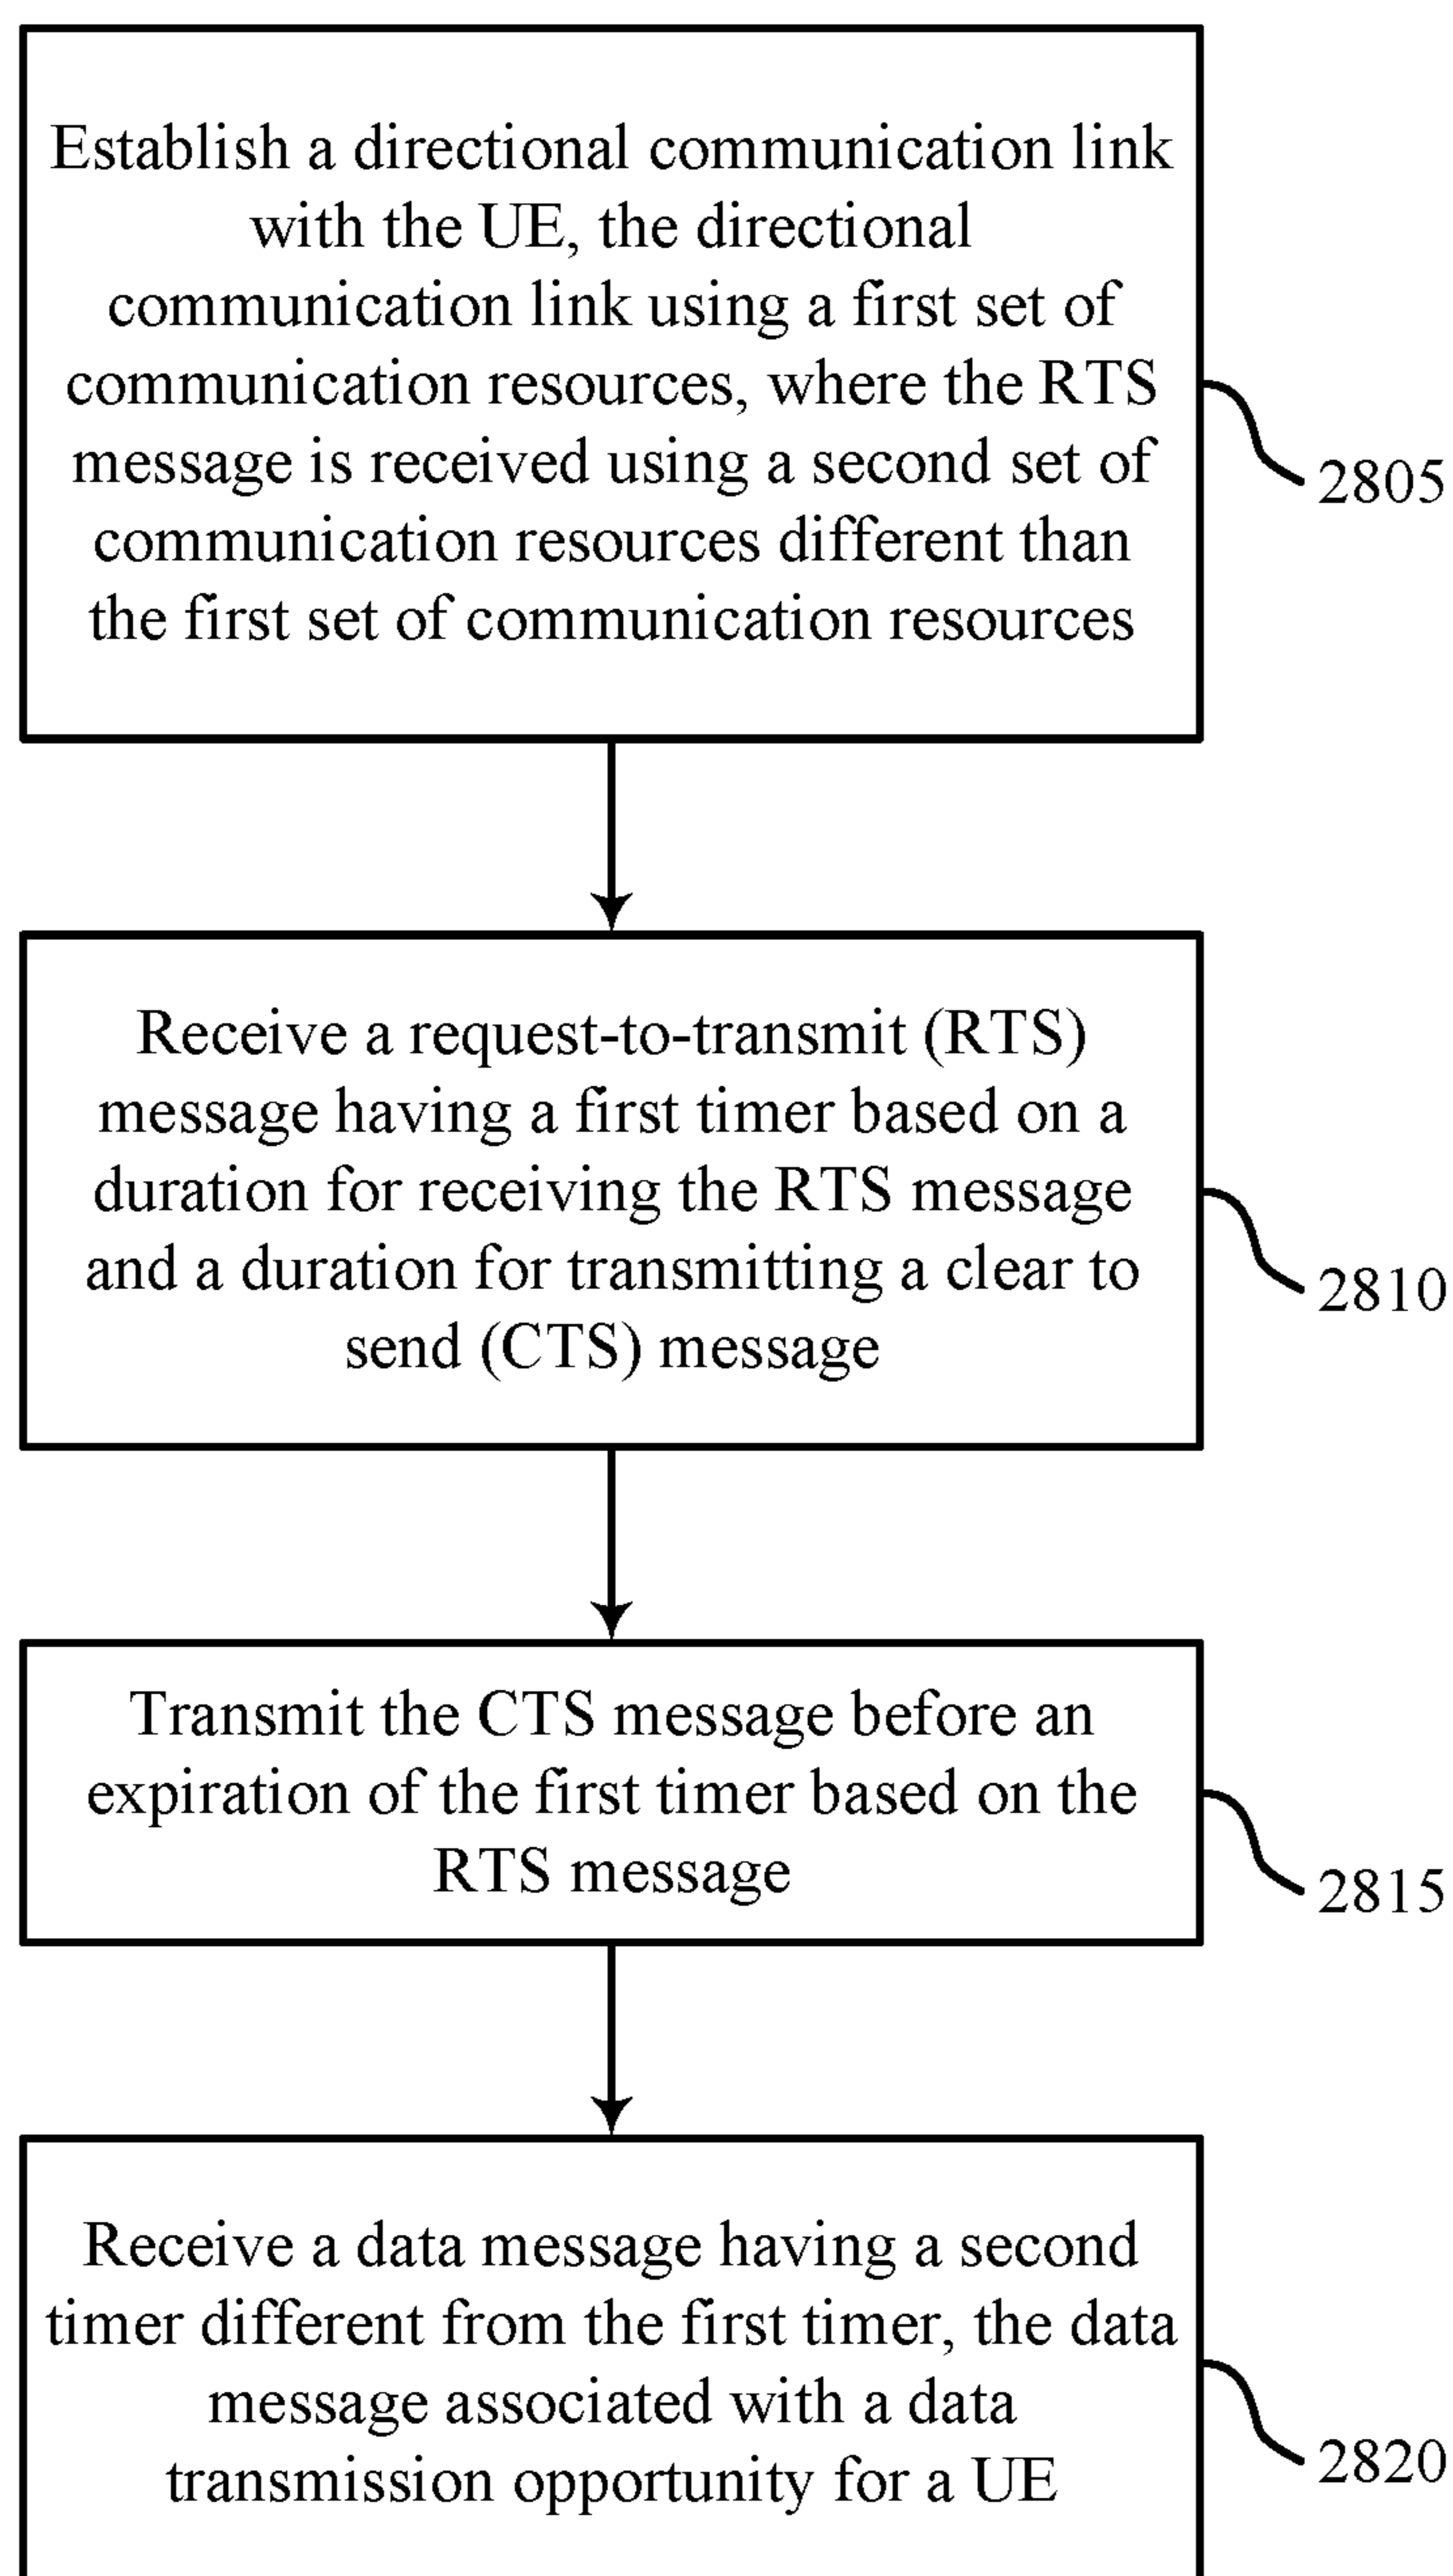 Establish a directional communication link
with the UE, the directional
communication link using a first set of
communication resources, where the RTS
message is received using a second set of
communication resources different than
the first set of communication resources
2805
Receive a request-to-transmit (RTS)
message having a first timer based on a
duration for receiving the RTS message
and a duration for transmitting a clear to
send (CTS) message
2810
Transmit the CTS message before an
expiration of the first timer based on the
RTS message
2815
Receive a data message having a second
timer different from the first timer, the data
message associated with a data
transmission opportunity for a UE
2820